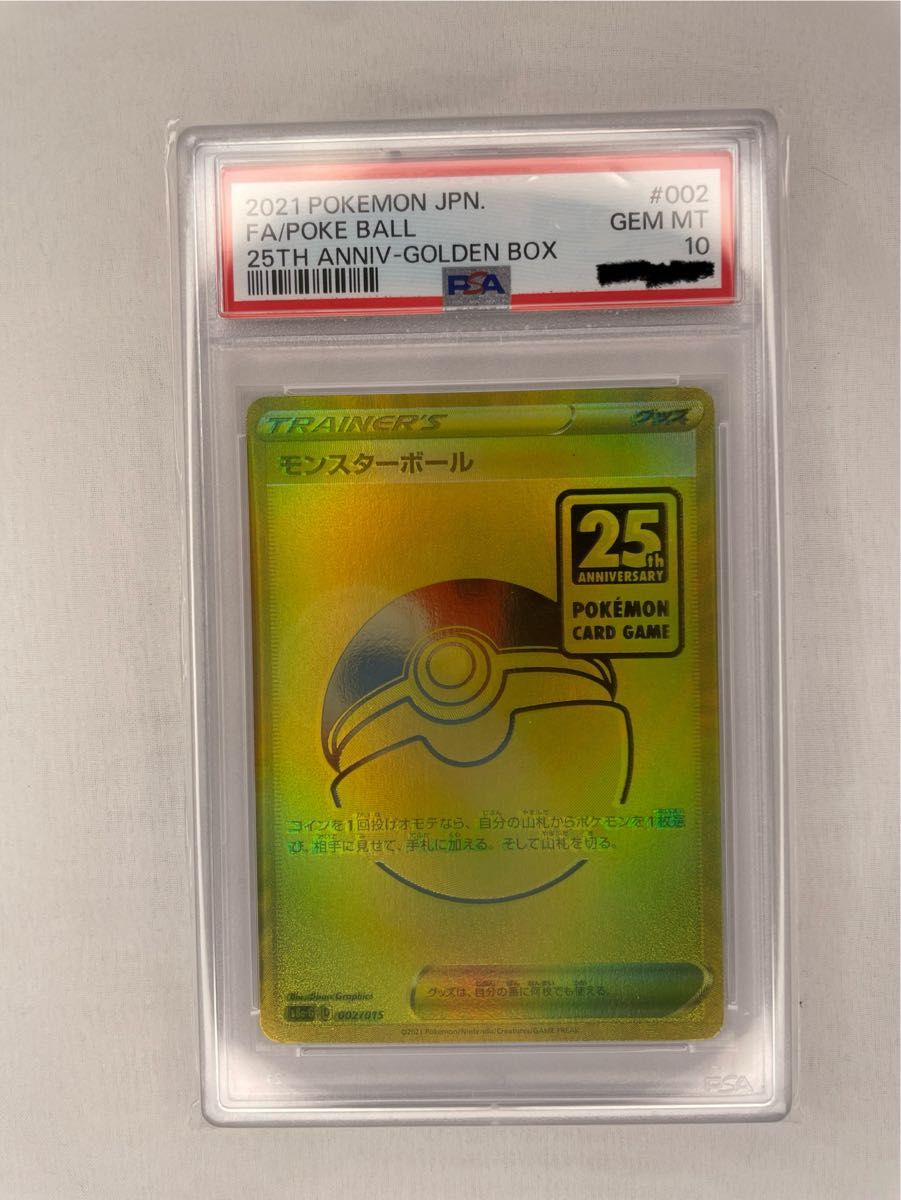 2021 POKEMON JPN. #002
FA/POKE BALL GEM MT
25TH ANNIV-GOLDEN BOX 10
PSA
TRAINER'S グッズ
モンスターボール
25th
ANNIVERSARY
POKÉMON
CARD GAME
コインを1回投げオモテなら、自分の山札からポケモンを1枚選
び、相手に見せて、手札に加える。そして山札を切る。
グッズは、自分の番に何枚でも使える。
002/015
©2021 Pokémon/Nintendo/Creatures/GAME FREAK
PSA